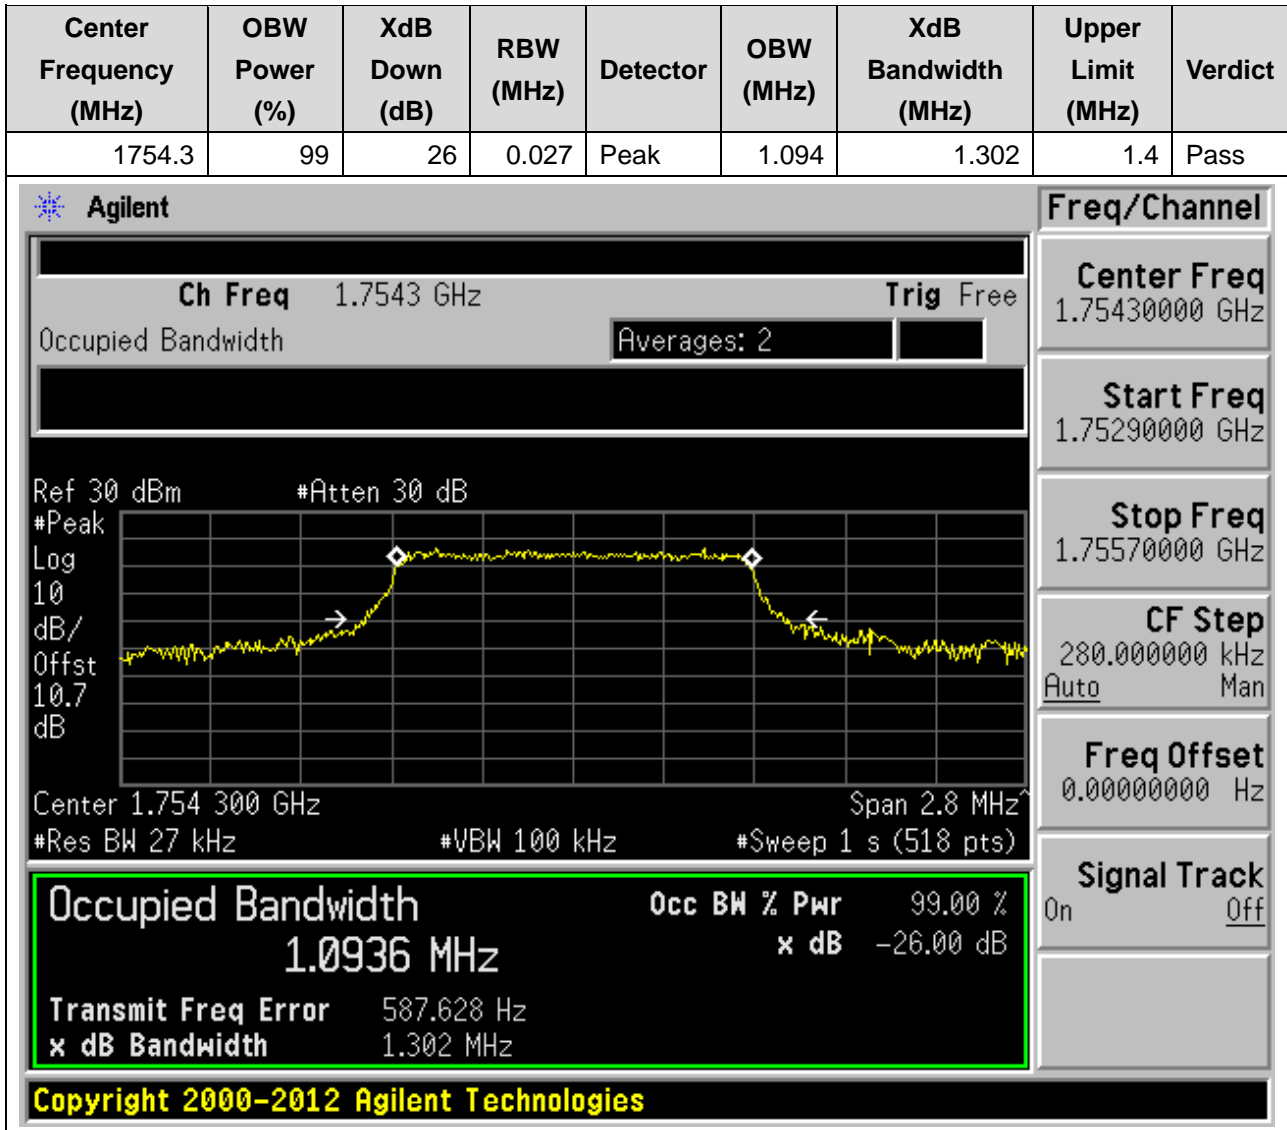 Center Frequency (MHz) OBW Power (%) XdB Down (dB) RBW (MHz) Detector OBW (MHz) XdB Bandwidth (MHz) Upper Limit (MHz) Verdict
1754.3 99 26 0.027 Peak 1.094 1.302 1.4 Pass
Agilent
Freq/Channel
Ch Freq 1.7543 GHz Trig Free
Occupied Bandwidth Averages: 2
Center Freq
1.75430000 GHz
Start Freq
1.75290000 GHz
Stop Freq
1.75570000 GHz
CF Step
280.000000 kHz
Auto Man
Freq Offset
0.00000000 Hz
Signal Track
On Off
Ref 30 dBm #Atten 30 dB
#Peak
Log
10
dB/
Offst
10.7
dB
Center 1.754 300 GHz Span 2.8 MHz^
#Res BW 27 kHz #VBW 100 kHz #Sweep 1 s (518 pts)
Occupied Bandwidth Occ BW % Pwr 99.00 %
1.0936 MHz x dB -26.00 dB
Transmit Freq Error 587.628 Hz
x dB Bandwidth 1.302 MHz
Copyright 2000-2012 Agilent Technologies